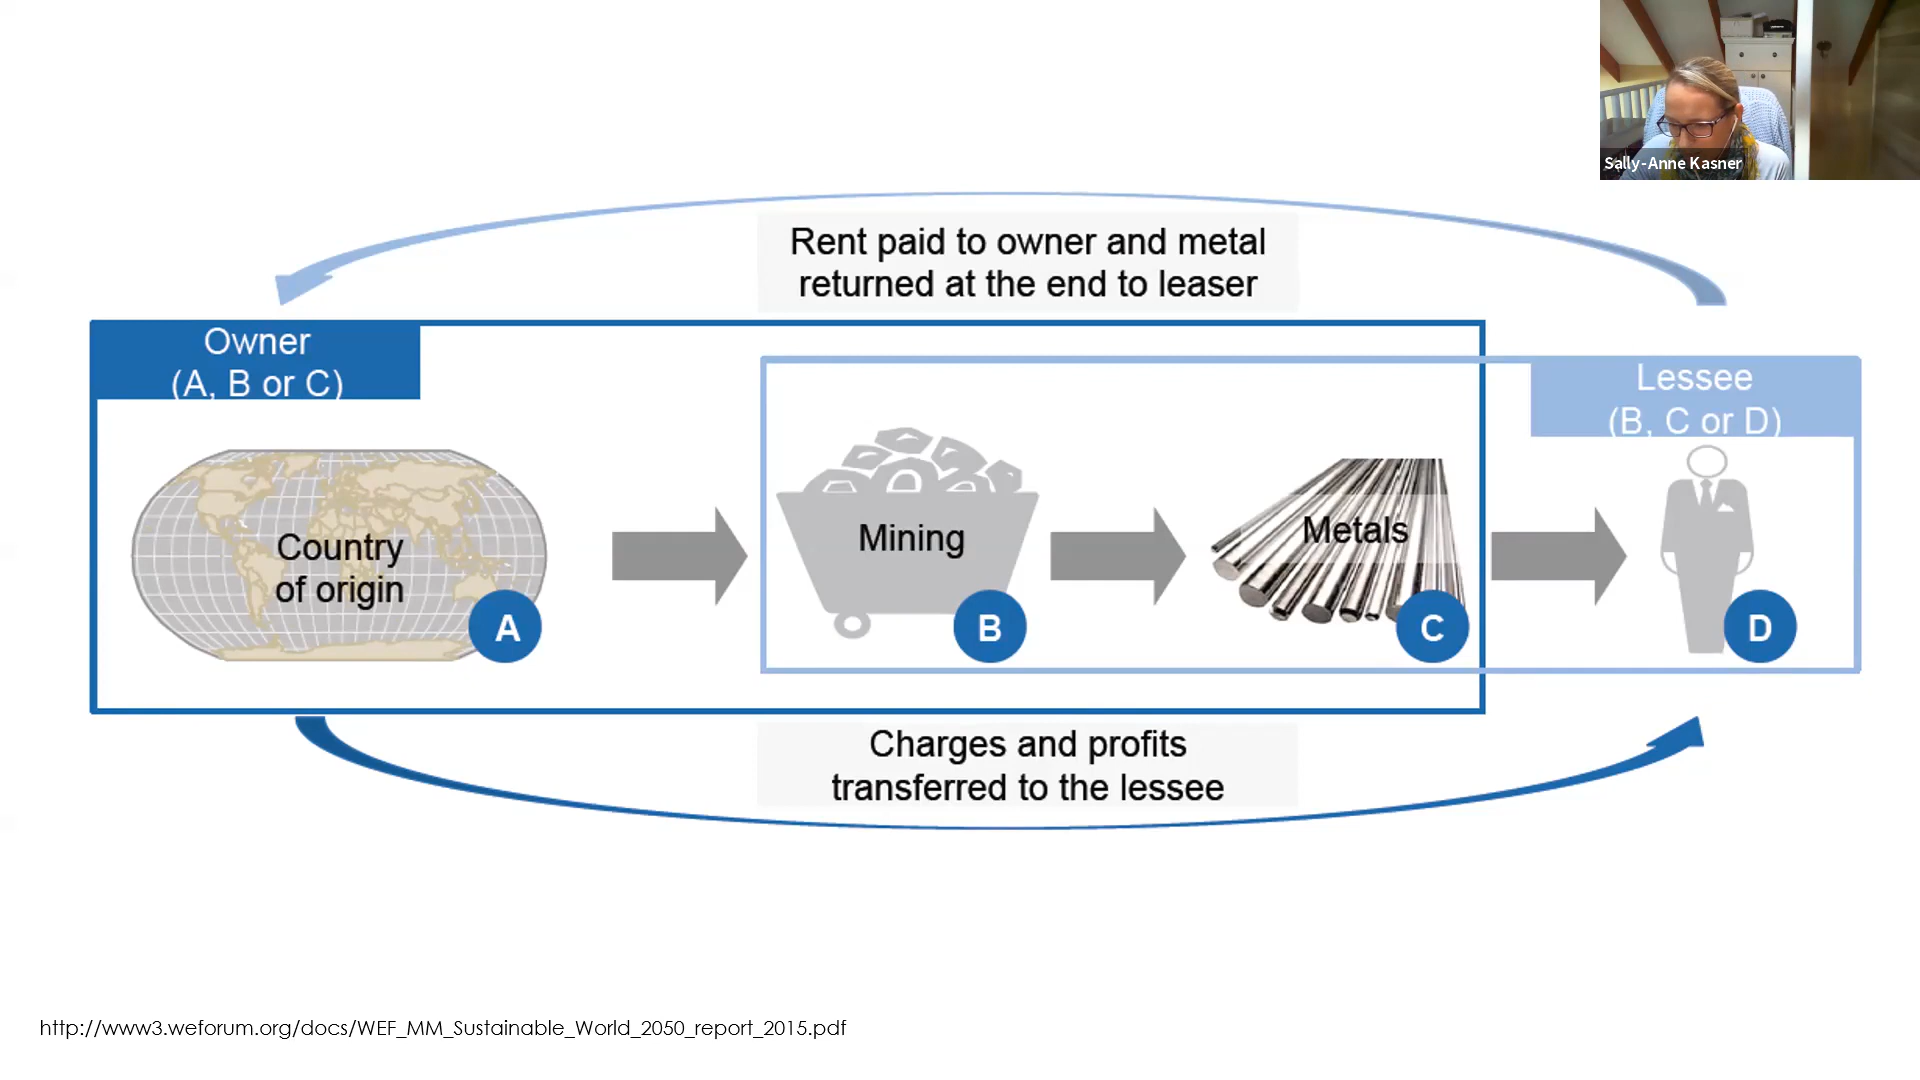 Sally-Anne Kasner
Rent paid to owner and metal
returned at the end to leaser
Owner
(A, B or C)
Lessee
(B, C or D)
Country
of origin
A
Mining
B
Metals
C
D
Charges and profits
transferred to the lessee
http://www3.weforum.org/docs/WEF_MM_Sustainable_World_2050_report_2015.pdf